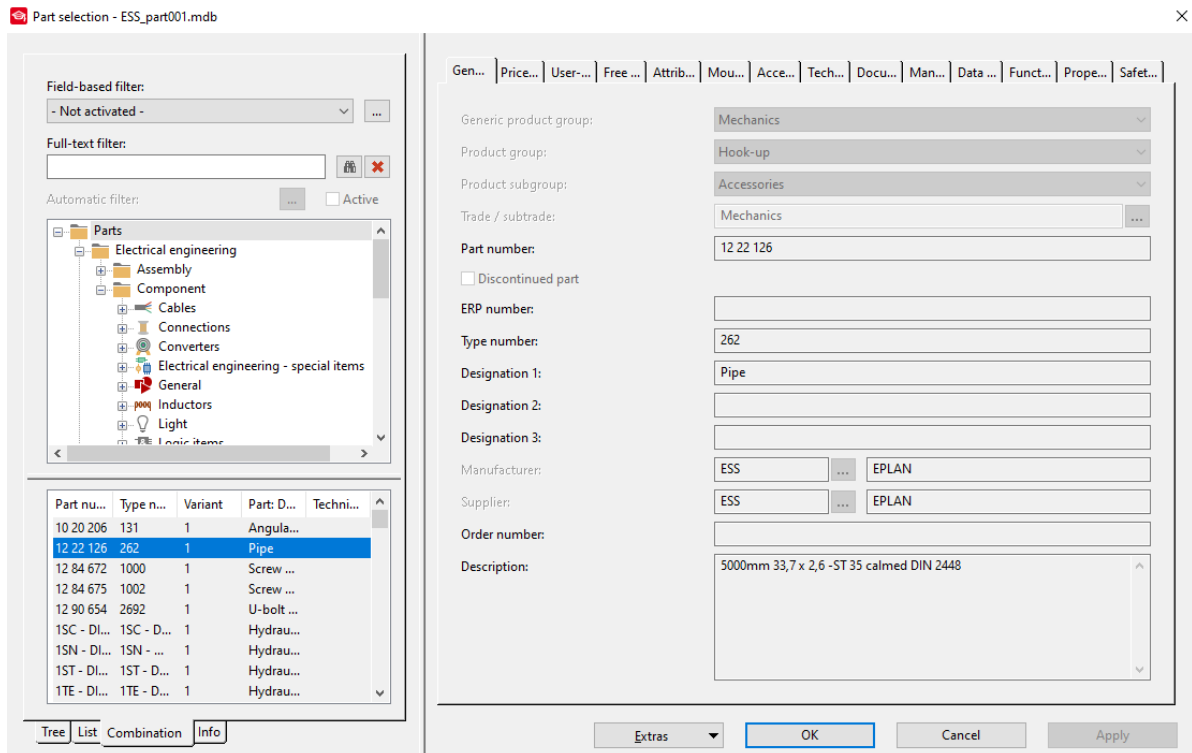 Part selection - ESS_part001.mdb
Field-based filter:
- Not activated -
...
Full-text filter:
Automatic filter:
...
Active
Parts
Electrical engineering
Assembly
Component
Cables
Connections
Converters
Electrical engineering - special items
General
Inductors
Light
Logic items
Part nu... Type n... Variant Part: D... Techni...
10 20 206 131 1 Angula...
12 22 126 262 1 Pipe
12 84 672 1000 1 Screw ...
12 84 675 1002 1 Screw ...
12 90 654 2692 1 U-bolt ...
1SC - DI... 1SC - D... 1 Hydrau...
1SN - DI... 1SN - ... 1 Hydrau...
1ST - DI... 1ST - D... 1 Hydrau...
1TE - DI... 1TE - D... 1 Hydrau...
Tree List Combination Info
Gen... Price... User-... Free ... Attrib... Mou... Acce... Tech... Docu... Man... Data ... Funct... Prope... Safet...
Generic product group: Mechanics
Product group: Hook-up
Product subgroup: Accessories
Trade / subtrade: Mechanics ...
Part number: 12 22 126
Discontinued part
ERP number:
Type number: 262
Designation 1: Pipe
Designation 2:
Designation 3:
Manufacturer: ESS ... EPLAN
Supplier: ESS ... EPLAN
Order number:
Description: 5000mm 33,7 x 2,6 -ST 35 calmed DIN 2448
Extras OK Cancel Apply